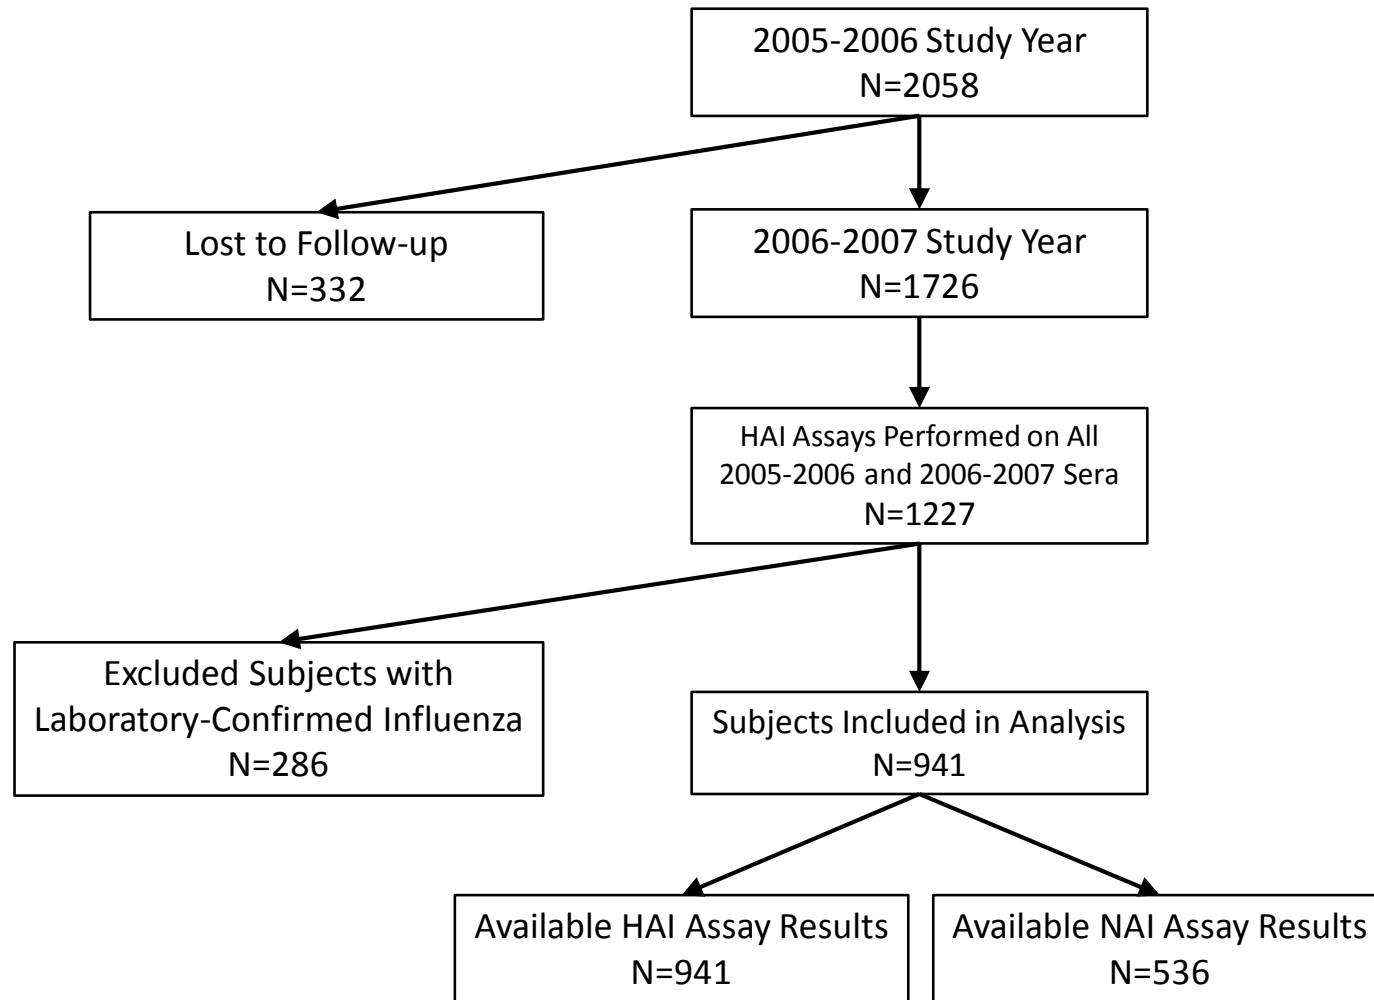 2005-2006 Study Year
N=2058
Lost to Follow-up
N=332
2006-2007 Study Year
N=1726
HAI Assays Performed on All
2005-2006 and 2006-2007 Sera
N=1227
Excluded Subjects with
Laboratory-Confirmed Influenza
N=286
Subjects Included in Analysis
N=941
Available HAI Assay Results
N=941
Available NAI Assay Results
N=536